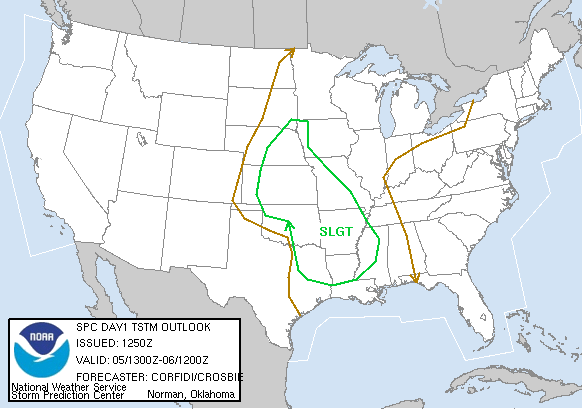 SLGT
SPC DAY1 TSTM OUTLOOK
ISSUED: 1250Z
VALID: 05/1300Z-06/1200Z
FORECASTER: CORFIDI/CROSBIE
National Weather Service
Storm Prediction Center Norman, Oklahoma
NOAA